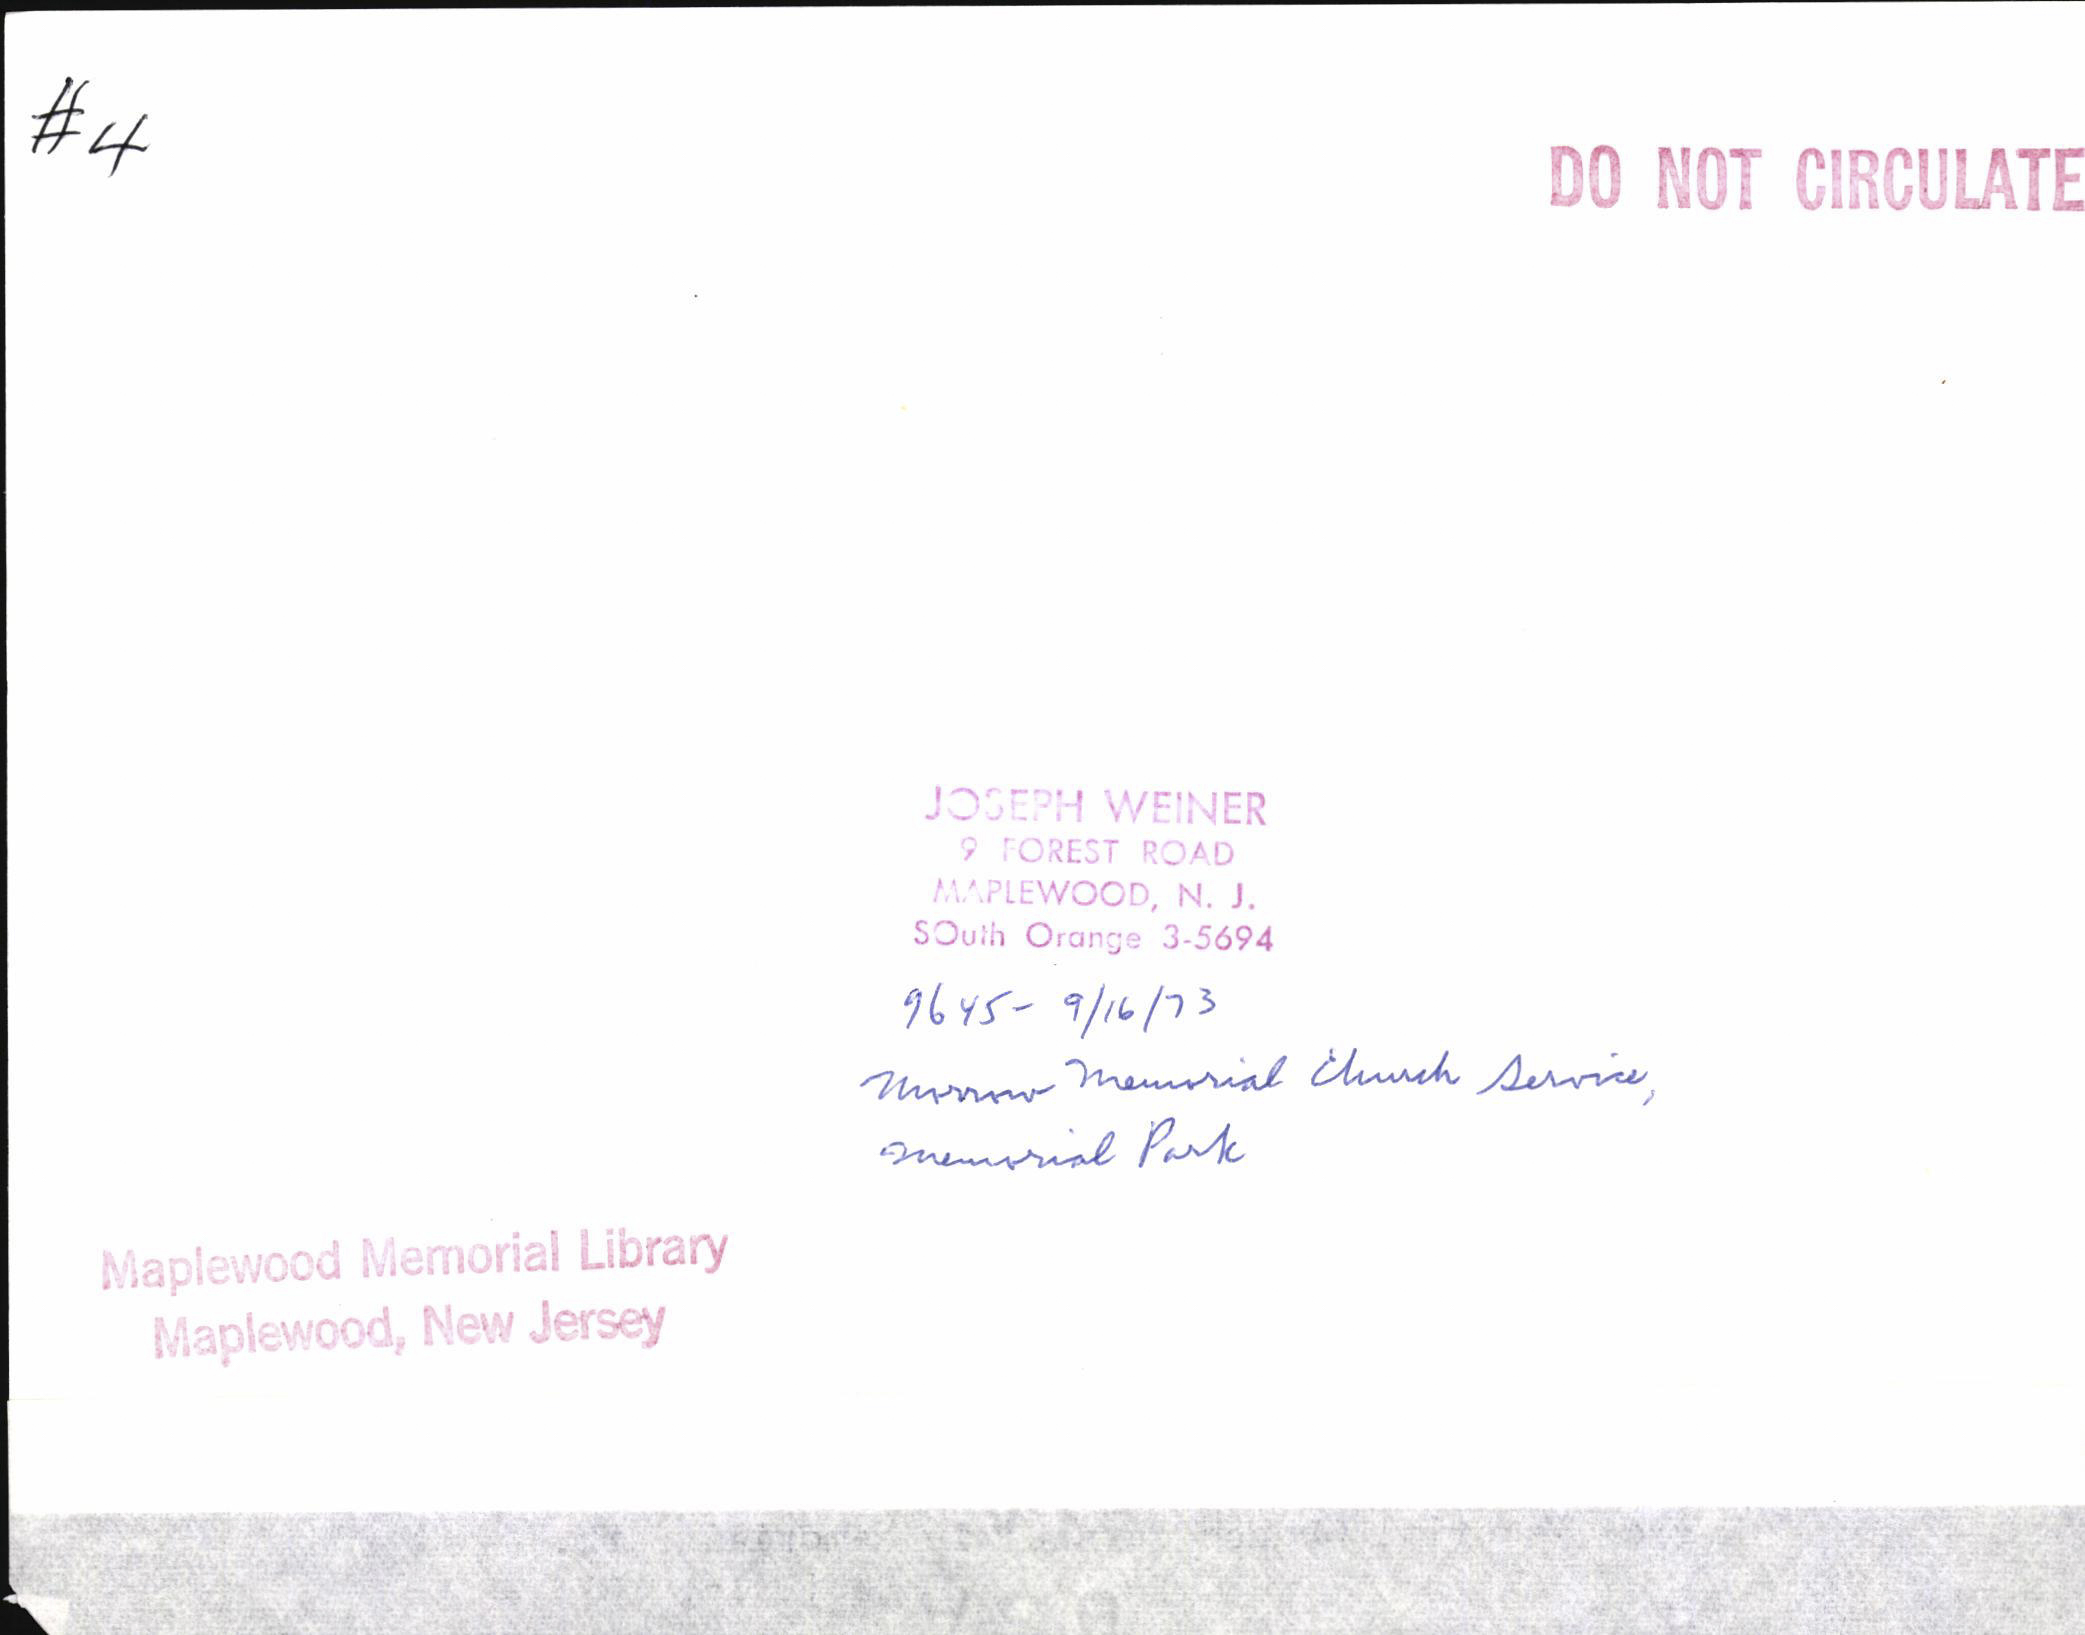 #4
DO NOT CIRCULATE
JOSEPH WEINER
9 FOREST ROAD
MAPLEWOOD, N. J.
SOuth Orange 3-5694
9645- 9/16/73
Morrow Memorial Church Service,
Memorial Park
Maplewood Memorial Library
Maplewood, New Jersey